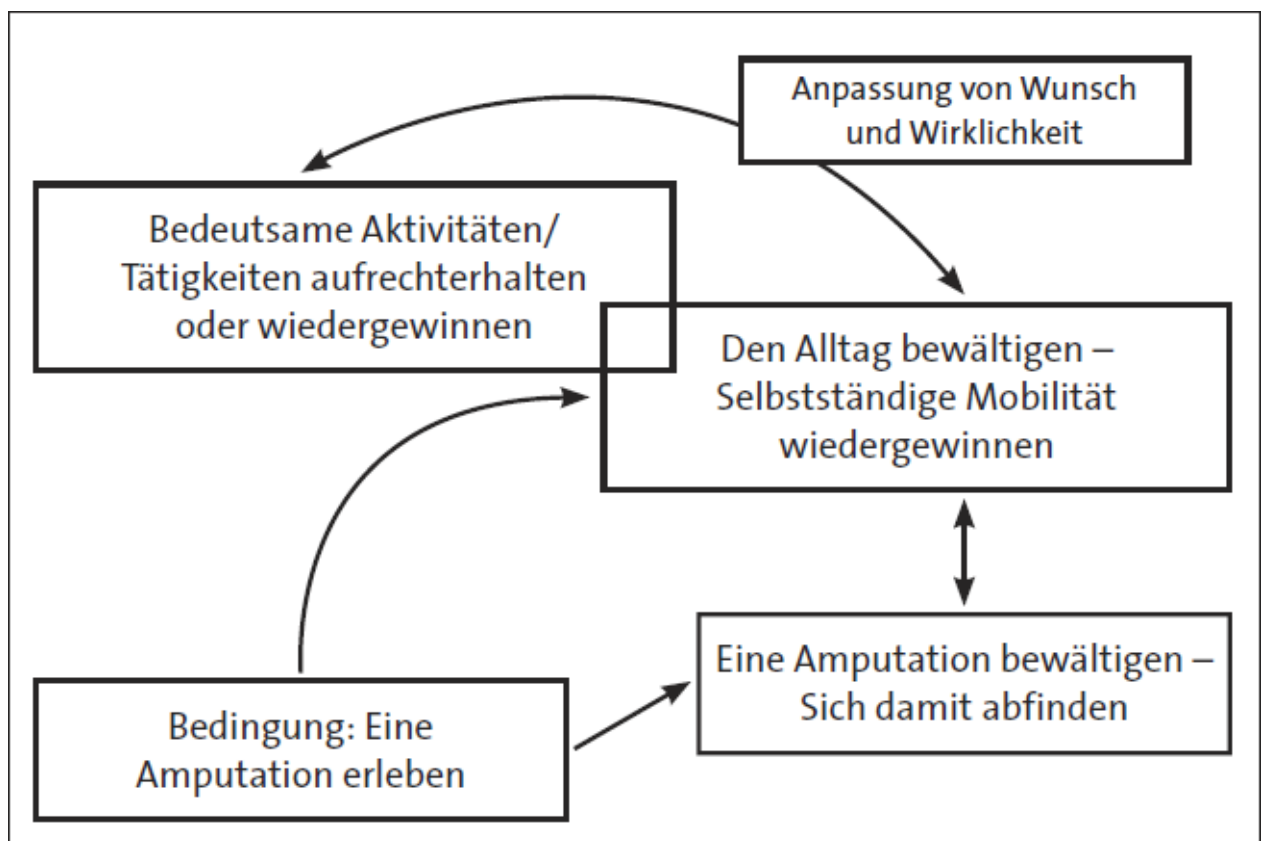 Anpassung von Wunsch
und Wirklichkeit
Bedeutsame Aktivitäten/
Tätigkeiten aufrechterhalten
oder wiedergewinnen
Den Alltag bewältigen –
Selbstständige Mobilität
wiedergewinnen
Eine Amputation bewältigen –
Sich damit abfinden
Bedingung: Eine
Amputation erleben